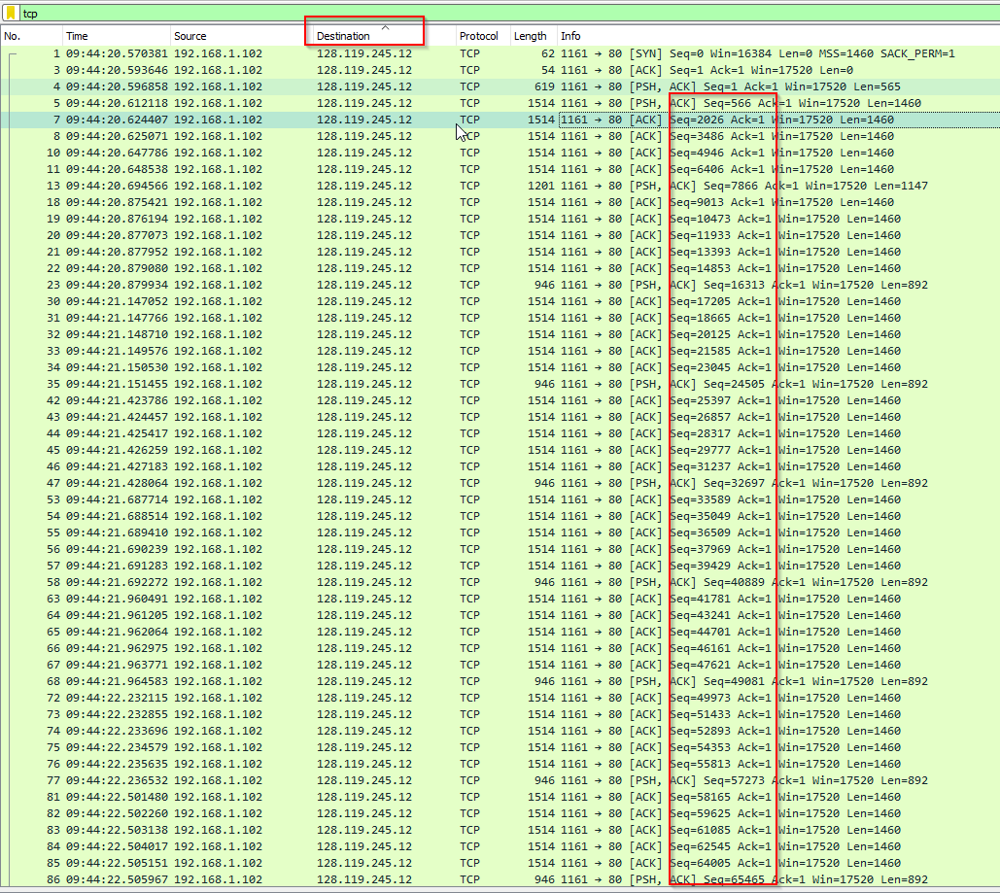 tcp
No. Time Source Destination Protocol Length Info
1 09:44:20.570381 192.168.1.102 128.119.245.12 TCP 62 1161 → 80 [SYN] Seq=0 Win=16384 Len=0 MSS=1460 SACK_PERM=1
3 09:44:20.593646 192.168.1.102 128.119.245.12 TCP 54 1161 → 80 [ACK] Seq=1 Ack=1 Win=17520 Len=0
4 09:44:20.596858 192.168.1.102 128.119.245.12 TCP 619 1161 → 80 [PSH, ACK] Seq=1 Ack=1 Win=17520 Len=565
5 09:44:20.612118 192.168.1.102 128.119.245.12 TCP 1514 1161 → 80 [PSH, ACK] Seq=566 Ack=1 Win=17520 Len=1460
7 09:44:20.624407 192.168.1.102 128.119.245.12 TCP 1514 1161 → 80 [ACK] Seq=2026 Ack=1 Win=17520 Len=1460
8 09:44:20.625071 192.168.1.102 128.119.245.12 TCP 1514 1161 → 80 [ACK] Seq=3486 Ack=1 Win=17520 Len=1460
10 09:44:20.647786 192.168.1.102 128.119.245.12 TCP 1514 1161 → 80 [ACK] Seq=4946 Ack=1 Win=17520 Len=1460
11 09:44:20.648538 192.168.1.102 128.119.245.12 TCP 1514 1161 → 80 [ACK] Seq=6406 Ack=1 Win=17520 Len=1460
13 09:44:20.694566 192.168.1.102 128.119.245.12 TCP 1201 1161 → 80 [PSH, ACK] Seq=7866 Ack=1 Win=17520 Len=1147
18 09:44:20.875421 192.168.1.102 128.119.245.12 TCP 1514 1161 → 80 [ACK] Seq=9013 Ack=1 Win=17520 Len=1460
19 09:44:20.876194 192.168.1.102 128.119.245.12 TCP 1514 1161 → 80 [ACK] Seq=10473 Ack=1 Win=17520 Len=1460
20 09:44:20.877073 192.168.1.102 128.119.245.12 TCP 1514 1161 → 80 [ACK] Seq=11933 Ack=1 Win=17520 Len=1460
21 09:44:20.877952 192.168.1.102 128.119.245.12 TCP 1514 1161 → 80 [ACK] Seq=13393 Ack=1 Win=17520 Len=1460
22 09:44:20.879080 192.168.1.102 128.119.245.12 TCP 1514 1161 → 80 [ACK] Seq=14853 Ack=1 Win=17520 Len=1460
23 09:44:20.879934 192.168.1.102 128.119.245.12 TCP 946 1161 → 80 [PSH, ACK] Seq=16313 Ack=1 Win=17520 Len=892
30 09:44:21.147052 192.168.1.102 128.119.245.12 TCP 1514 1161 → 80 [ACK] Seq=17205 Ack=1 Win=17520 Len=1460
31 09:44:21.147766 192.168.1.102 128.119.245.12 TCP 1514 1161 → 80 [ACK] Seq=18665 Ack=1 Win=17520 Len=1460
32 09:44:21.148710 192.168.1.102 128.119.245.12 TCP 1514 1161 → 80 [ACK] Seq=20125 Ack=1 Win=17520 Len=1460
33 09:44:21.149576 192.168.1.102 128.119.245.12 TCP 1514 1161 → 80 [ACK] Seq=21585 Ack=1 Win=17520 Len=1460
34 09:44:21.150530 192.168.1.102 128.119.245.12 TCP 1514 1161 → 80 [ACK] Seq=23045 Ack=1 Win=17520 Len=1460
35 09:44:21.151455 192.168.1.102 128.119.245.12 TCP 946 1161 → 80 [PSH, ACK] Seq=24505 Ack=1 Win=17520 Len=892
42 09:44:21.423786 192.168.1.102 128.119.245.12 TCP 1514 1161 → 80 [ACK] Seq=25397 Ack=1 Win=17520 Len=1460
43 09:44:21.424457 192.168.1.102 128.119.245.12 TCP 1514 1161 → 80 [ACK] Seq=26857 Ack=1 Win=17520 Len=1460
44 09:44:21.425417 192.168.1.102 128.119.245.12 TCP 1514 1161 → 80 [ACK] Seq=28317 Ack=1 Win=17520 Len=1460
45 09:44:21.426259 192.168.1.102 128.119.245.12 TCP 1514 1161 → 80 [ACK] Seq=29777 Ack=1 Win=17520 Len=1460
46 09:44:21.427183 192.168.1.102 128.119.245.12 TCP 1514 1161 → 80 [ACK] Seq=31237 Ack=1 Win=17520 Len=1460
47 09:44:21.428064 192.168.1.102 128.119.245.12 TCP 946 1161 → 80 [PSH, ACK] Seq=32697 Ack=1 Win=17520 Len=892
53 09:44:21.687714 192.168.1.102 128.119.245.12 TCP 1514 1161 → 80 [ACK] Seq=33589 Ack=1 Win=17520 Len=1460
54 09:44:21.688514 192.168.1.102 128.119.245.12 TCP 1514 1161 → 80 [ACK] Seq=35049 Ack=1 Win=17520 Len=1460
55 09:44:21.689410 192.168.1.102 128.119.245.12 TCP 1514 1161 → 80 [ACK] Seq=36509 Ack=1 Win=17520 Len=1460
56 09:44:21.690239 192.168.1.102 128.119.245.12 TCP 1514 1161 → 80 [ACK] Seq=37969 Ack=1 Win=17520 Len=1460
57 09:44:21.691283 192.168.1.102 128.119.245.12 TCP 1514 1161 → 80 [ACK] Seq=39429 Ack=1 Win=17520 Len=1460
58 09:44:21.692272 192.168.1.102 128.119.245.12 TCP 946 1161 → 80 [PSH, ACK] Seq=40889 Ack=1 Win=17520 Len=892
63 09:44:21.960491 192.168.1.102 128.119.245.12 TCP 1514 1161 → 80 [ACK] Seq=41781 Ack=1 Win=17520 Len=1460
64 09:44:21.961205 192.168.1.102 128.119.245.12 TCP 1514 1161 → 80 [ACK] Seq=43241 Ack=1 Win=17520 Len=1460
65 09:44:21.962064 192.168.1.102 128.119.245.12 TCP 1514 1161 → 80 [ACK] Seq=44701 Ack=1 Win=17520 Len=1460
66 09:44:21.962975 192.168.1.102 128.119.245.12 TCP 1514 1161 → 80 [ACK] Seq=46161 Ack=1 Win=17520 Len=1460
67 09:44:21.963771 192.168.1.102 128.119.245.12 TCP 1514 1161 → 80 [ACK] Seq=47621 Ack=1 Win=17520 Len=1460
68 09:44:21.964583 192.168.1.102 128.119.245.12 TCP 946 1161 → 80 [PSH, ACK] Seq=49081 Ack=1 Win=17520 Len=892
72 09:44:22.232115 192.168.1.102 128.119.245.12 TCP 1514 1161 → 80 [ACK] Seq=49973 Ack=1 Win=17520 Len=1460
73 09:44:22.232855 192.168.1.102 128.119.245.12 TCP 1514 1161 → 80 [ACK] Seq=51433 Ack=1 Win=17520 Len=1460
74 09:44:22.233696 192.168.1.102 128.119.245.12 TCP 1514 1161 → 80 [ACK] Seq=52893 Ack=1 Win=17520 Len=1460
75 09:44:22.234579 192.168.1.102 128.119.245.12 TCP 1514 1161 → 80 [ACK] Seq=54353 Ack=1 Win=17520 Len=1460
76 09:44:22.235635 192.168.1.102 128.119.245.12 TCP 1514 1161 → 80 [ACK] Seq=55813 Ack=1 Win=17520 Len=1460
77 09:44:22.236532 192.168.1.102 128.119.245.12 TCP 946 1161 → 80 [PSH, ACK] Seq=57273 Ack=1 Win=17520 Len=892
81 09:44:22.501480 192.168.1.102 128.119.245.12 TCP 1514 1161 → 80 [ACK] Seq=58165 Ack=1 Win=17520 Len=1460
82 09:44:22.502260 192.168.1.102 128.119.245.12 TCP 1514 1161 → 80 [ACK] Seq=59625 Ack=1 Win=17520 Len=1460
83 09:44:22.503138 192.168.1.102 128.119.245.12 TCP 1514 1161 → 80 [ACK] Seq=61085 Ack=1 Win=17520 Len=1460
84 09:44:22.504017 192.168.1.102 128.119.245.12 TCP 1514 1161 → 80 [ACK] Seq=62545 Ack=1 Win=17520 Len=1460
85 09:44:22.505151 192.168.1.102 128.119.245.12 TCP 1514 1161 → 80 [ACK] Seq=64005 Ack=1 Win=17520 Len=1460
86 09:44:22.505967 192.168.1.102 128.119.245.12 TCP 946 1161 → 80 [PSH, ACK] Seq=65465 Ack=1 Win=17520 Len=892